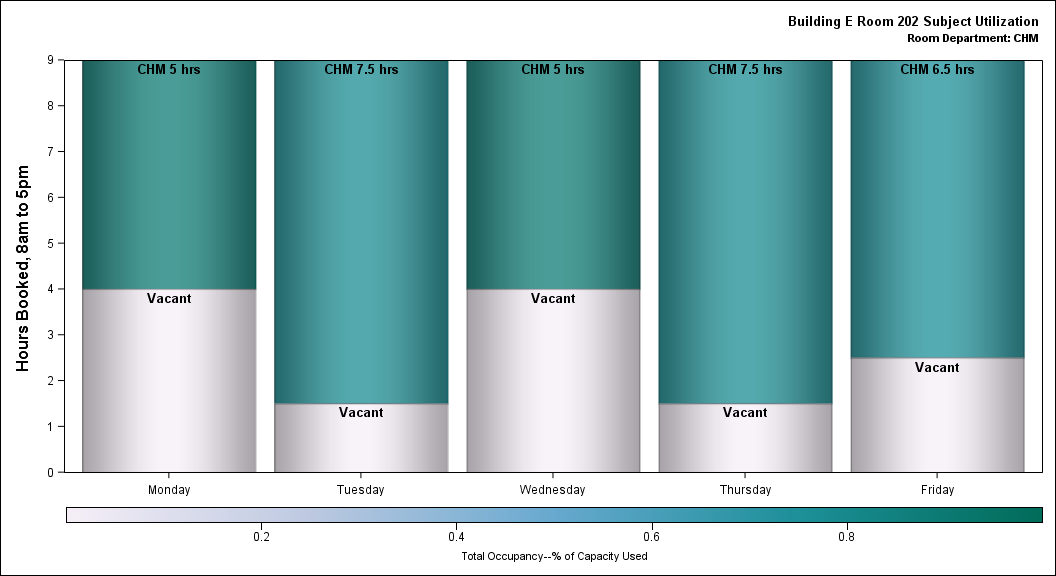 Building E Room 202 Subject Utilization
Room Department: CHM
Hours Booked, 8am to 5pm
9
8
7
6
5
4
3
2
1
0
CHM 5 hrs
CHM 7.5 hrs
CHM 5 hrs
CHM 7.5 hrs
CHM 6.5 hrs
Vacant
Vacant
Vacant
Vacant
Vacant
Monday
Tuesday
Wednesday
Thursday
Friday
0.2
0.4
0.6
0.8
Total Occupancy--% of Capacity Used